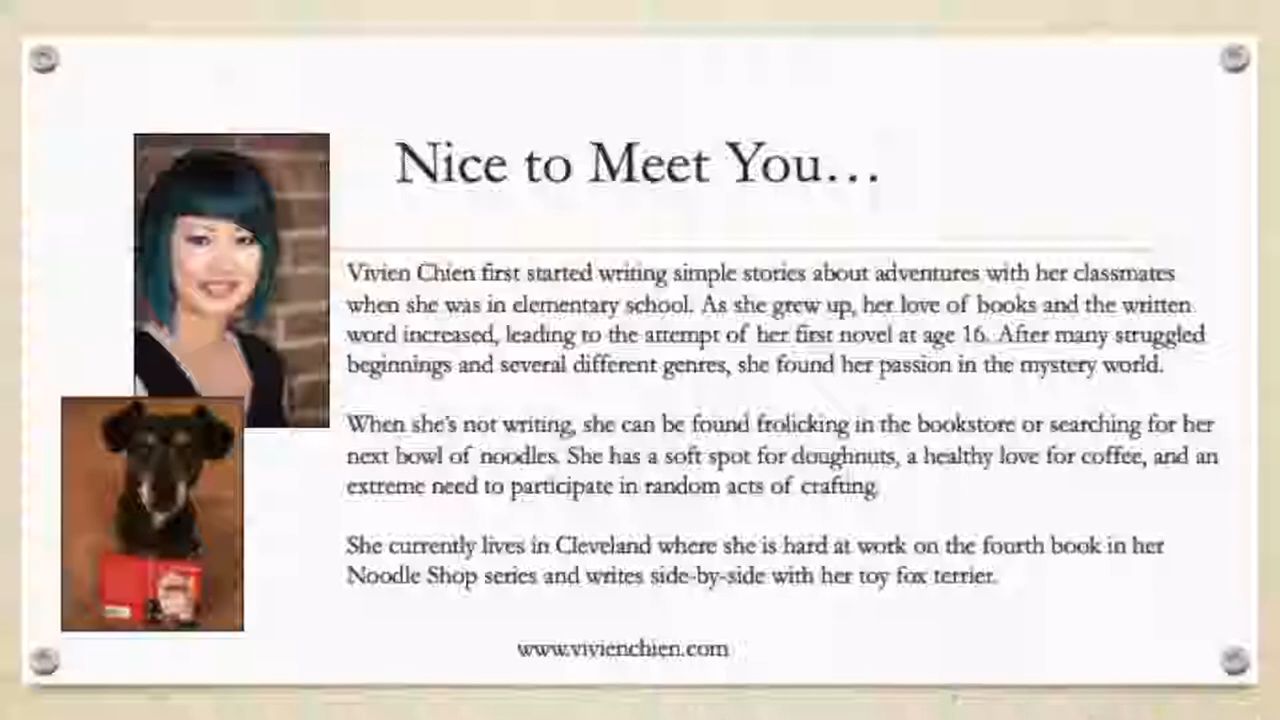 Nice to Meet You…
Vivien Chien first started writing simple stories about adventures with her classmates
when she was in elementary school. As she grew up, her love of books and the written
word increased, leading to the attempt of her first novel at age 16. After many struggled
beginnings and several different genres, she found her passion in the mystery world.
When she's not writing, she can be found frolicking in the bookstore or searching for her
next bowl of noodles. She has a soft spot for doughnuts, a healthy love for coffee, and an
extreme need to participate in random acts of crafting.
She currently lives in Cleveland where she is hard at work on the fourth book in her
Noodle Shop series and writes side-by-side with her toy fox terrier.
www.vivienchien.com